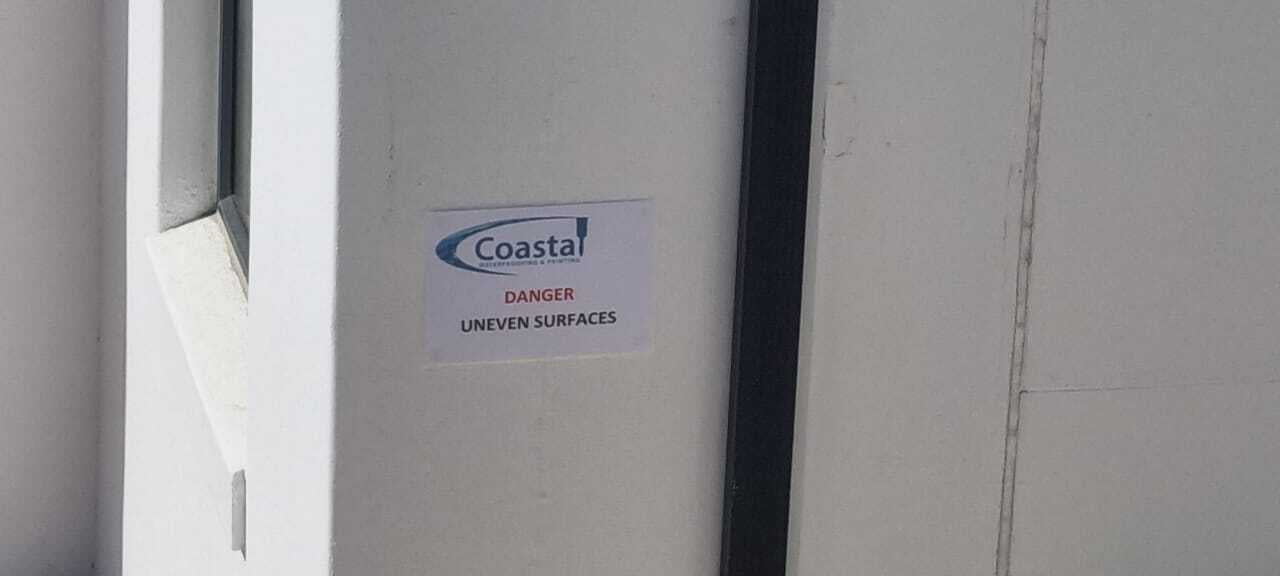 Coastal
WATERPROOFING & PAINTING
DANGER
UNEVEN SURFACES